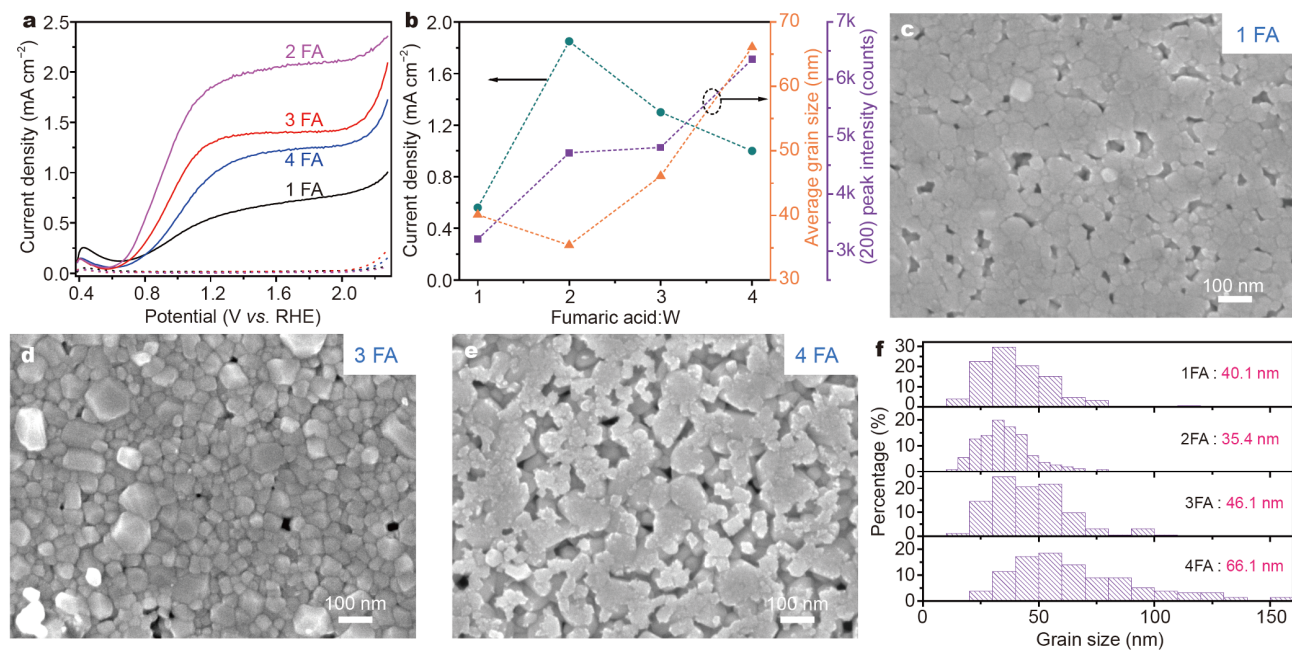 a
2.5
2.0
1.5
1.0
0.5
0.0
Current density (mA cm⁻²)
2 FA
3 FA
4 FA
1 FA
0.4 0.8 1.2 1.6 2.0
Potential (V vs. RHE)
b
2.0
1.6
1.2
0.8
0.4
0.0
Current density (mA cm⁻²)
1 2 3 4
Fumaric acid:W
70
60
50
40
30
Average grain size (nm)
7k
6k
5k
4k
3k
(200) peak intensity (counts)
c
1 FA
100 nm
d
3 FA
100 nm
e
4 FA
100 nm
f
Percentage (%)
30
20
10
0
1FA : 40.1 nm
20
10
0
2FA : 35.4 nm
20
10
0
3FA : 46.1 nm
20
10
0
4FA : 66.1 nm
0 50 100 150
Grain size (nm)